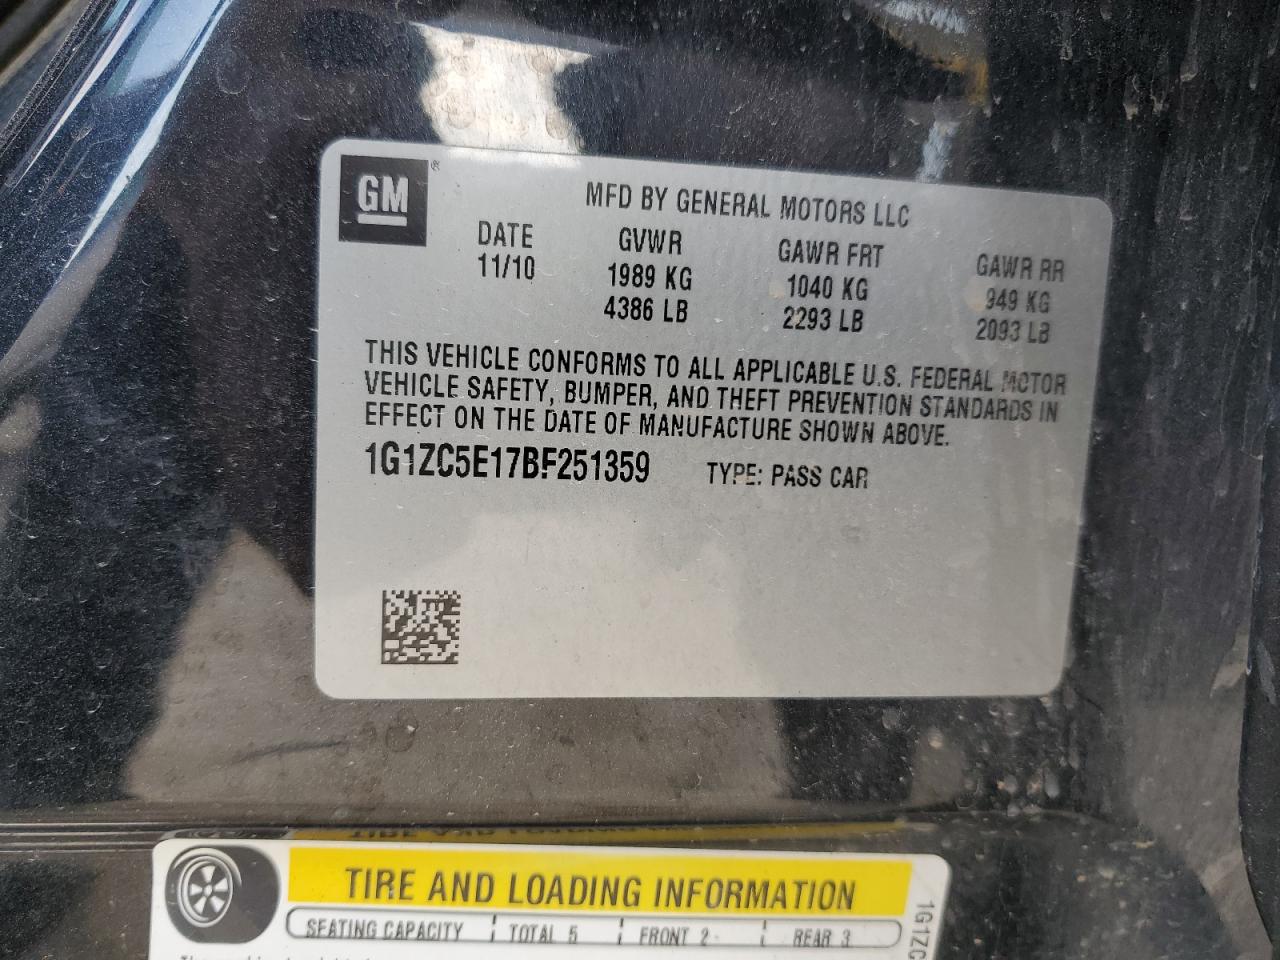 GM ®
MFD BY GENERAL MOTORS LLC
DATE GVWR GAWR FRT GAWR RR
11/10 1989 KG 1040 KG 949 KG
4386 LB 2293 LB 2093 LB
THIS VEHICLE CONFORMS TO ALL APPLICABLE U.S. FEDERAL MOTOR
VEHICLE SAFETY, BUMPER, AND THEFT PREVENTION STANDARDS IN
EFFECT ON THE DATE OF MANUFACTURE SHOWN ABOVE.
1G1ZC5E17BF251359 TYPE: PASS CAR
TIRE AND LOADING INFORMATION
SEATING CAPACITY TOTAL 5 FRONT 2 REAR 3
1G1ZC